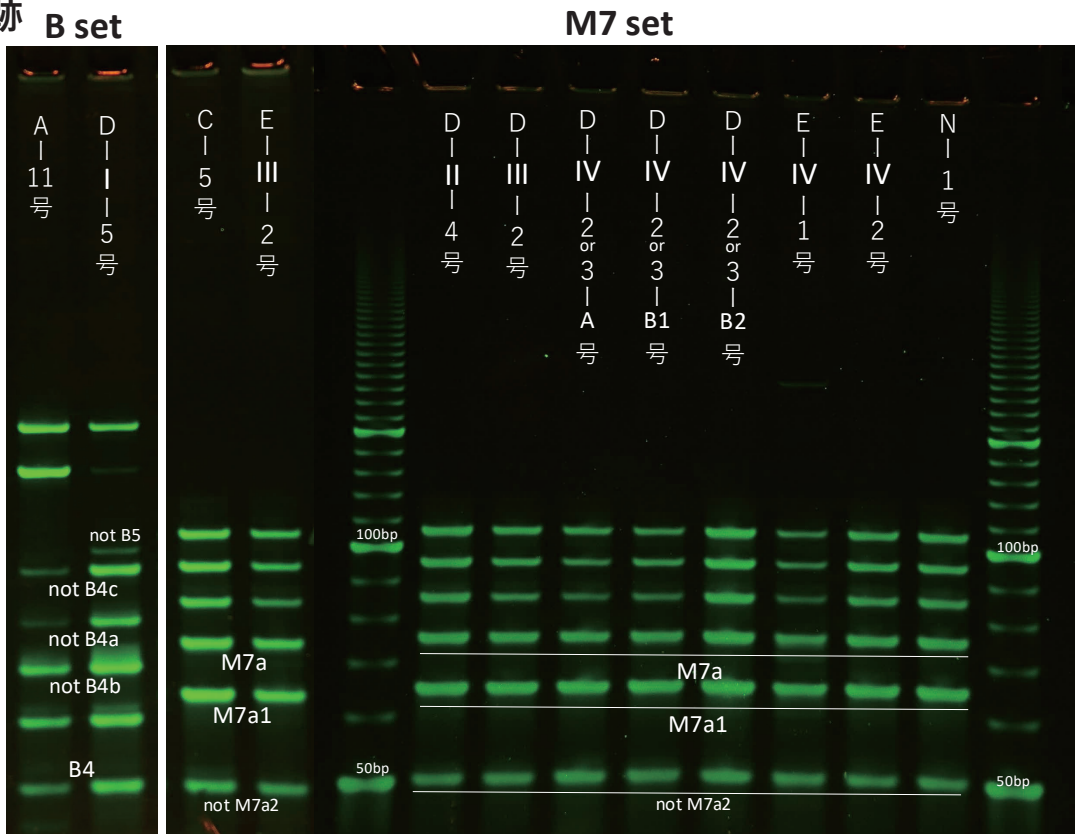 跡
B set
M7 set
A
|
11
号
D
|
I
|
5
号
C
|
5
号
E
|
III
|
2
号
D
|
II
|
4
号
D
|
III
|
2
号
D
|
IV
|
2
or
3
|
A
号
D
|
IV
|
2
or
3
|
B1
号
D
|
IV
|
2
or
3
|
B2
号
E
|
IV
|
1
号
E
|
IV
|
2
号
N
|
1
号
not B5
not B4c
not B4a
not B4b
B4
M7a
M7a1
not M7a2
100bp
50bp
M7a
M7a1
not M7a2
100bp
50bp